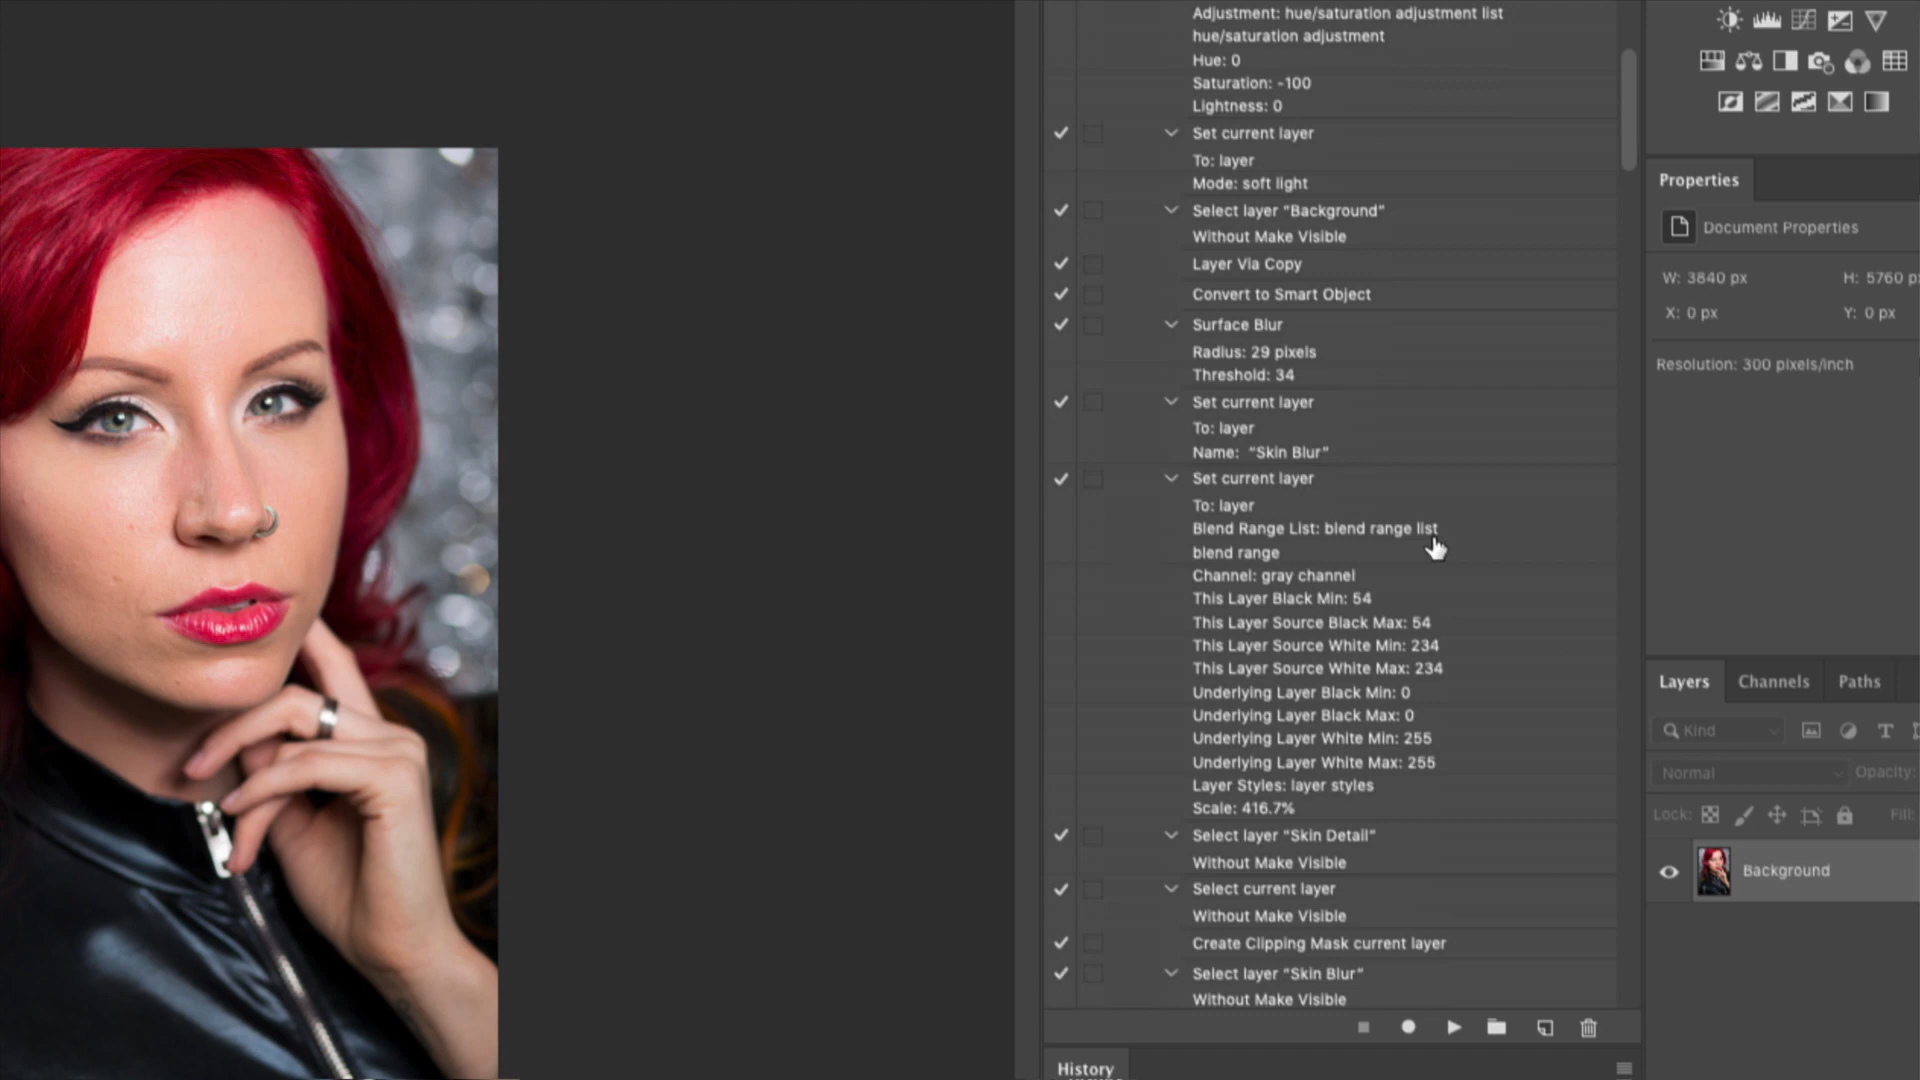 Adjustment: hue/saturation adjustment list
hue/saturation adjustment
Hue: 0
Saturation: -100
Lightness: 0
Set current layer
To: layer
Mode: soft light
Select layer “Background”
Without Make Visible
Layer Via Copy
Convert to Smart Object
Surface Blur
Radius: 29 pixels
Threshold: 34
Set current layer
To: layer
Name: “Skin Blur”
Set current layer
To: layer
Blend Range List: blend range list
blend range
Channel: gray channel
This Layer Black Min: 54
This Layer Source Black Max: 54
This Layer Source White Min: 234
This Layer Source White Max: 234
Underlying Layer Black Min: 0
Underlying Layer Black Max: 0
Underlying Layer White Min: 255
Underlying Layer White Max: 255
Layer Styles: layer styles
Scale: 416.7%
Select layer “Skin Detail”
Without Make Visible
Select current layer
Without Make Visible
Create Clipping Mask current layer
Select layer “Skin Blur”
Without Make Visible
History
Properties
Document Properties
W: 3840 px H: 5760 p
X: 0 px Y: 0 px
Resolution: 300 pixels/inch
Layers Channels Paths
Kind
Normal Opacity:
Lock: Fill:
Background